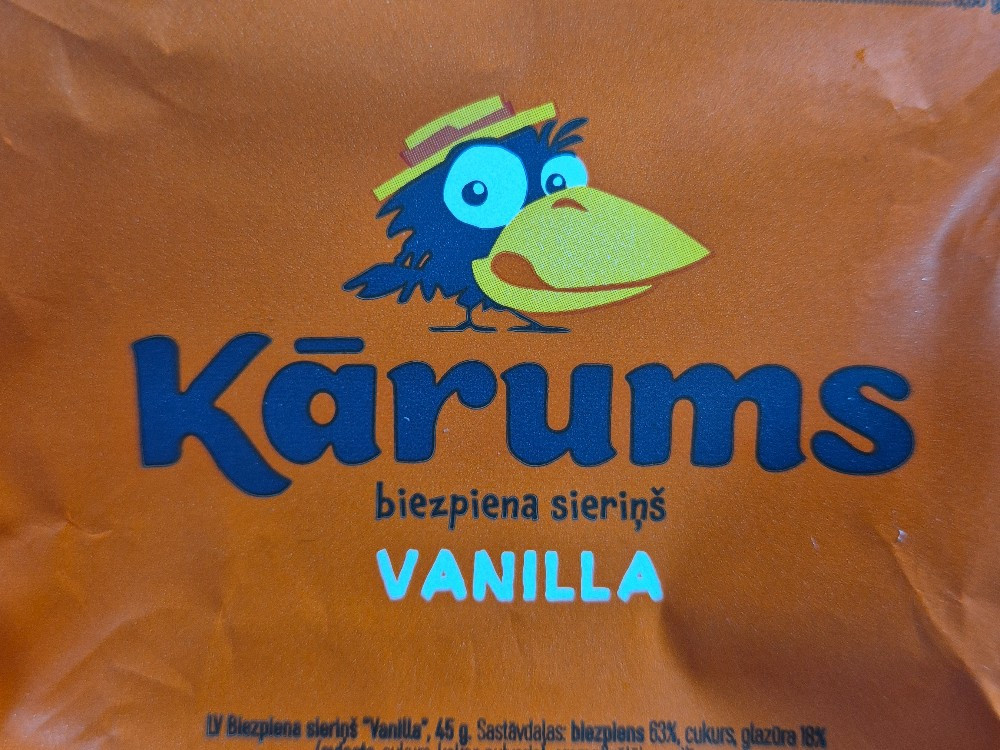 Kārums
biezpiena sieriņš
VANILLA
LV Biezpiena sieriņš "Vanilla", 45 g. Sastāvdaļas: biezpiens 63%, cukurs, glazūra 18%